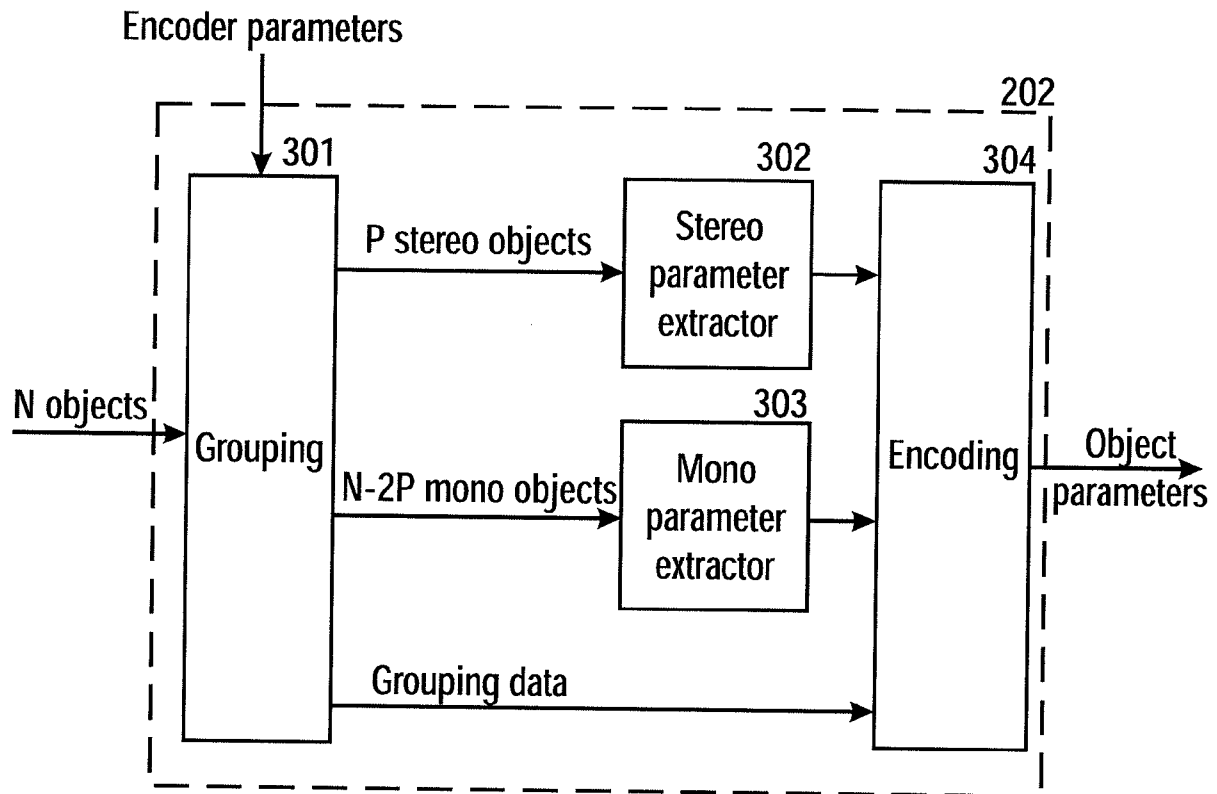 Encoder parameters
202
301
302
304
P stereo objects
Stereo
parameter
extractor
N objects
Grouping
303
N-2P mono objects
Mono
parameter
extractor
Encoding
Object
parameters
Grouping data